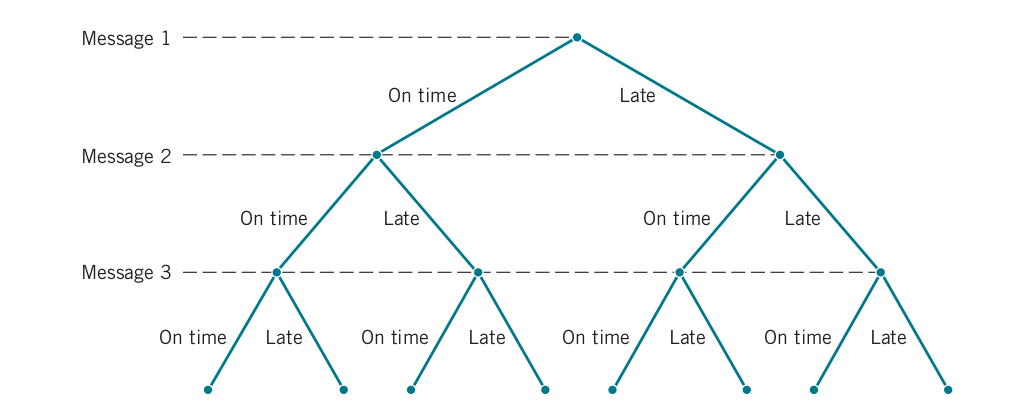 Message 1
On time Late
Message 2
On time Late On time Late
Message 3
On time Late On time Late On time Late On time Late